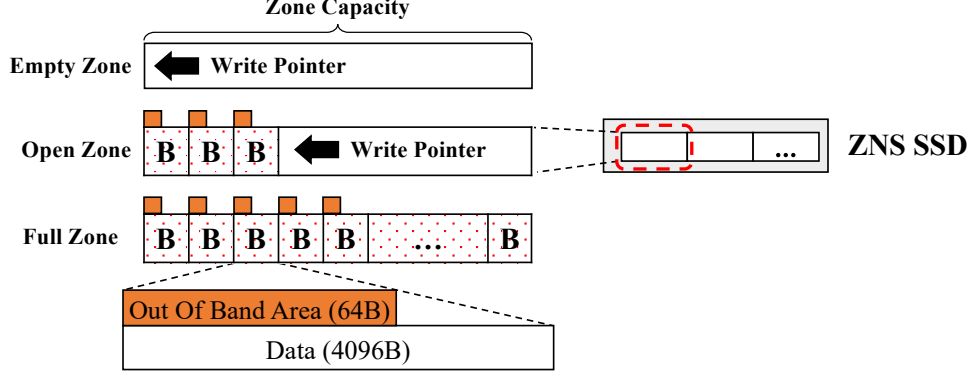 Zone Capacity
Empty Zone
Write Pointer
Open Zone
B B B
Write Pointer
...
ZNS SSD
Full Zone
B B B B B ... B
Out Of Band Area (64B)
Data (4096B)